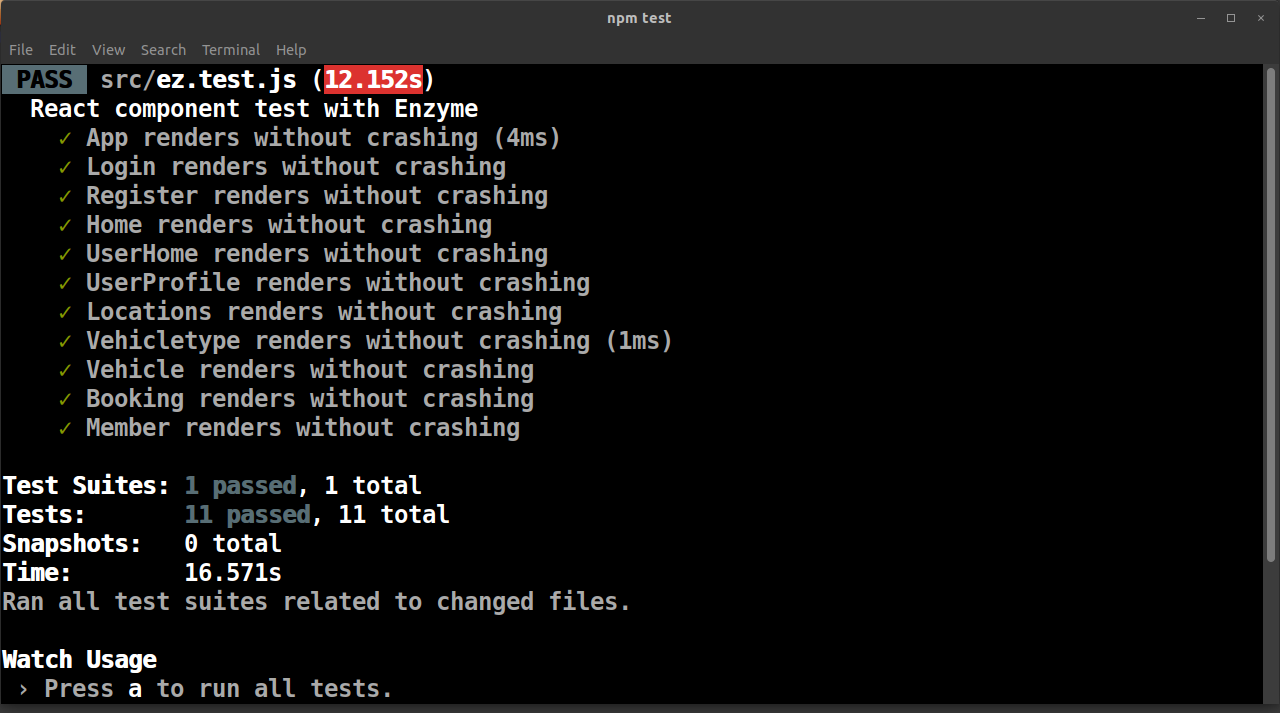 npm test
File Edit View Search Terminal Help
PASS src/ez.test.js (12.152s)
React component test with Enzyme
✓ App renders without crashing (4ms)
✓ Login renders without crashing
✓ Register renders without crashing
✓ Home renders without crashing
✓ UserHome renders without crashing
✓ UserProfile renders without crashing
✓ Locations renders without crashing
✓ Vehicletype renders without crashing (1ms)
✓ Vehicle renders without crashing
✓ Booking renders without crashing
✓ Member renders without crashing
Test Suites: 1 passed, 1 total
Tests: 11 passed, 11 total
Snapshots: 0 total
Time: 16.571s
Ran all test suites related to changed files.
Watch Usage
› Press a to run all tests.